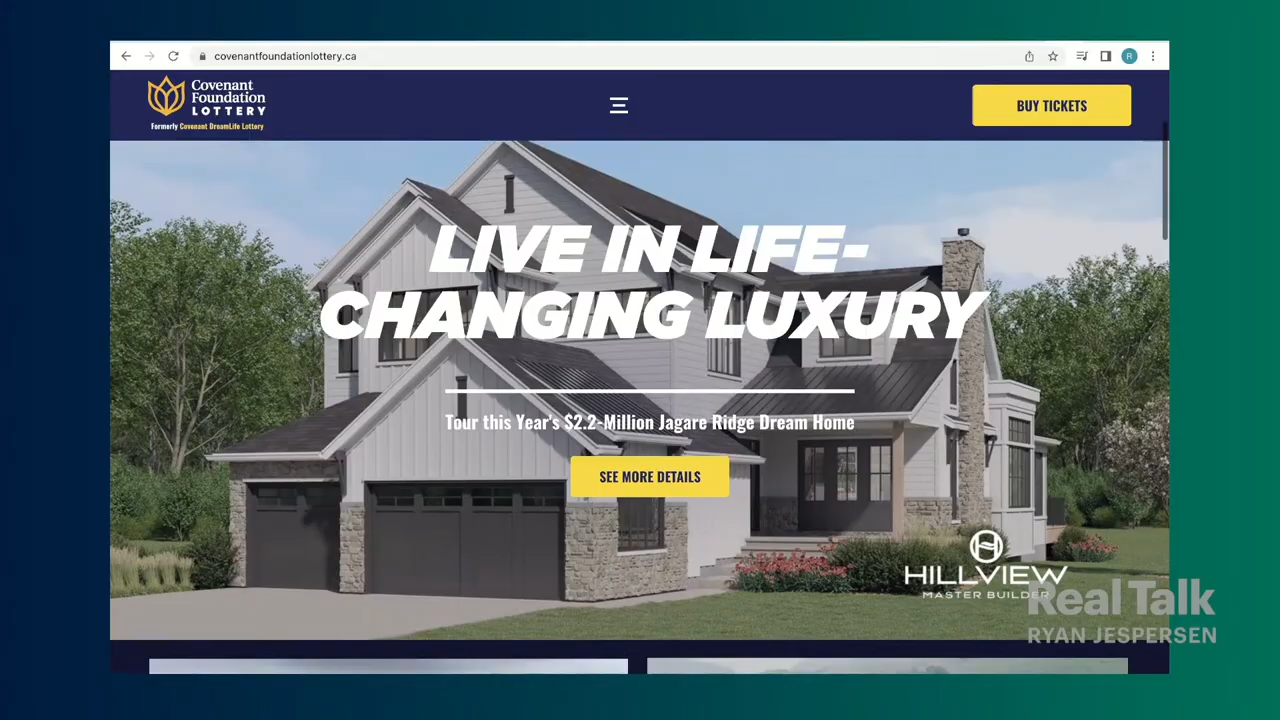 covenantfoundationlottery.ca
R
Covenant
Foundation
LOTTERY
Formerly Covenant DreamLife Lottery
BUY TICKETS
LIVE IN LIFE-
CHANGING LUXURY
Tour this Year's $2.2-Million Jagare Ridge Dream Home
SEE MORE DETAILS
HILLVIEW
MASTER BUILDER
Real Talk
RYAN JESPERSEN